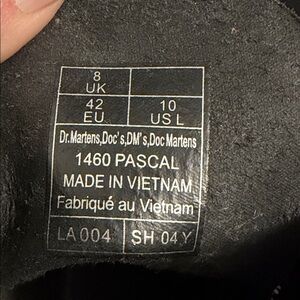 8
UK
42 10
EU US L
Dr.Martens,Doc's,DM's,Doc Martens
1460 PASCAL
MADE IN VIETNAM
Fabriqué au Vietnam
LA 004 SH 04 Y